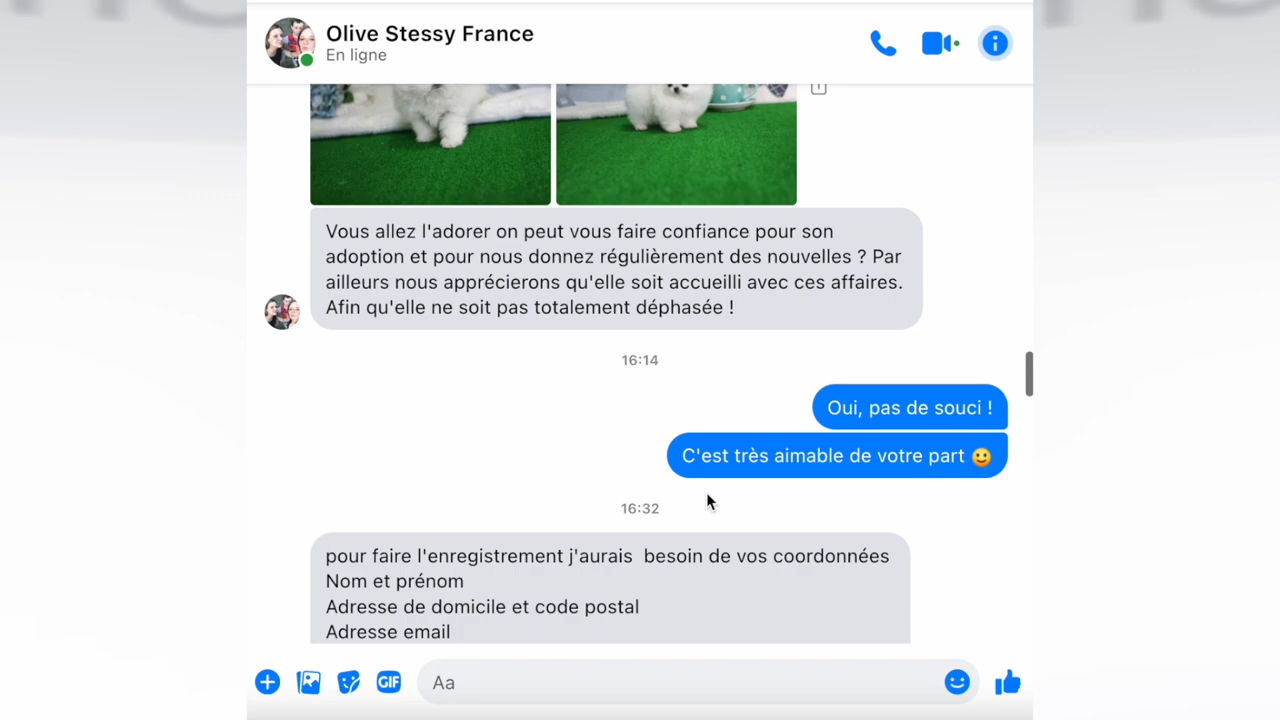 Olive Stessy France
En ligne
Vous allez l'adorer on peut vous faire confiance pour son
adoption et pour nous donnez régulièrement des nouvelles ? Par
ailleurs nous apprécierons qu'elle soit accueilli avec ces affaires.
Afin qu'elle ne soit pas totalement déphasée !
16:14
Oui, pas de souci !
C'est très aimable de votre part 🙂
16:32
pour faire l'enregistrement j'aurais  besoin de vos coordonnées
Nom et prénom
Adresse de domicile et code postal
Adresse email
GIF
Aa